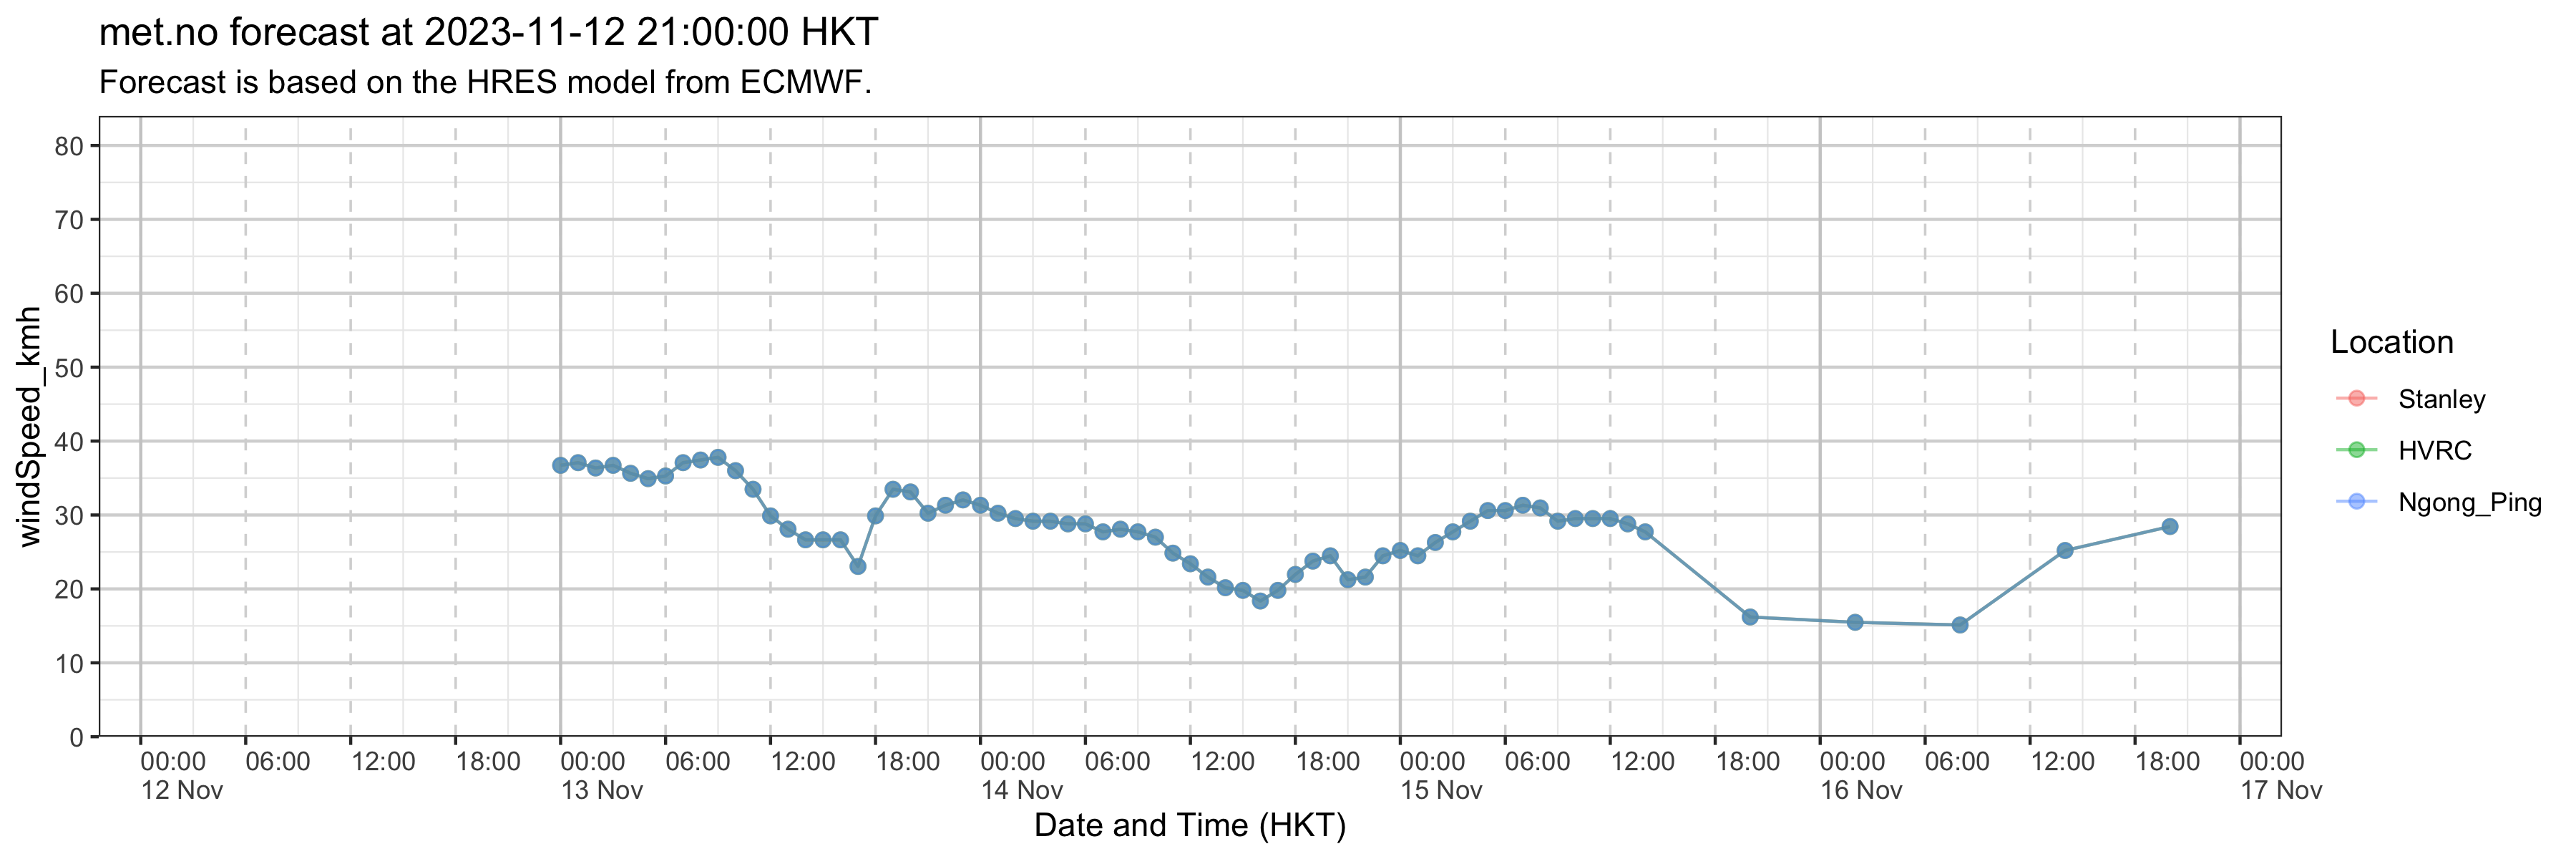 met.no forecast at 2023-11-12 21:00:00 HKT
Forecast is based on the HRES model from ECMWF.
windSpeed_kmh
80
70
60
50
40
30
20
10
0
00:00 06:00 12:00 18:00 00:00 06:00 12:00 18:00 00:00 06:00 12:00 18:00 00:00 06:00 12:00 18:00 00:00 06:00 12:00 18:00 00:00
12 Nov 13 Nov 14 Nov 15 Nov 16 Nov 17 Nov
Date and Time (HKT)
Location
Stanley
HVRC
Ngong_Ping